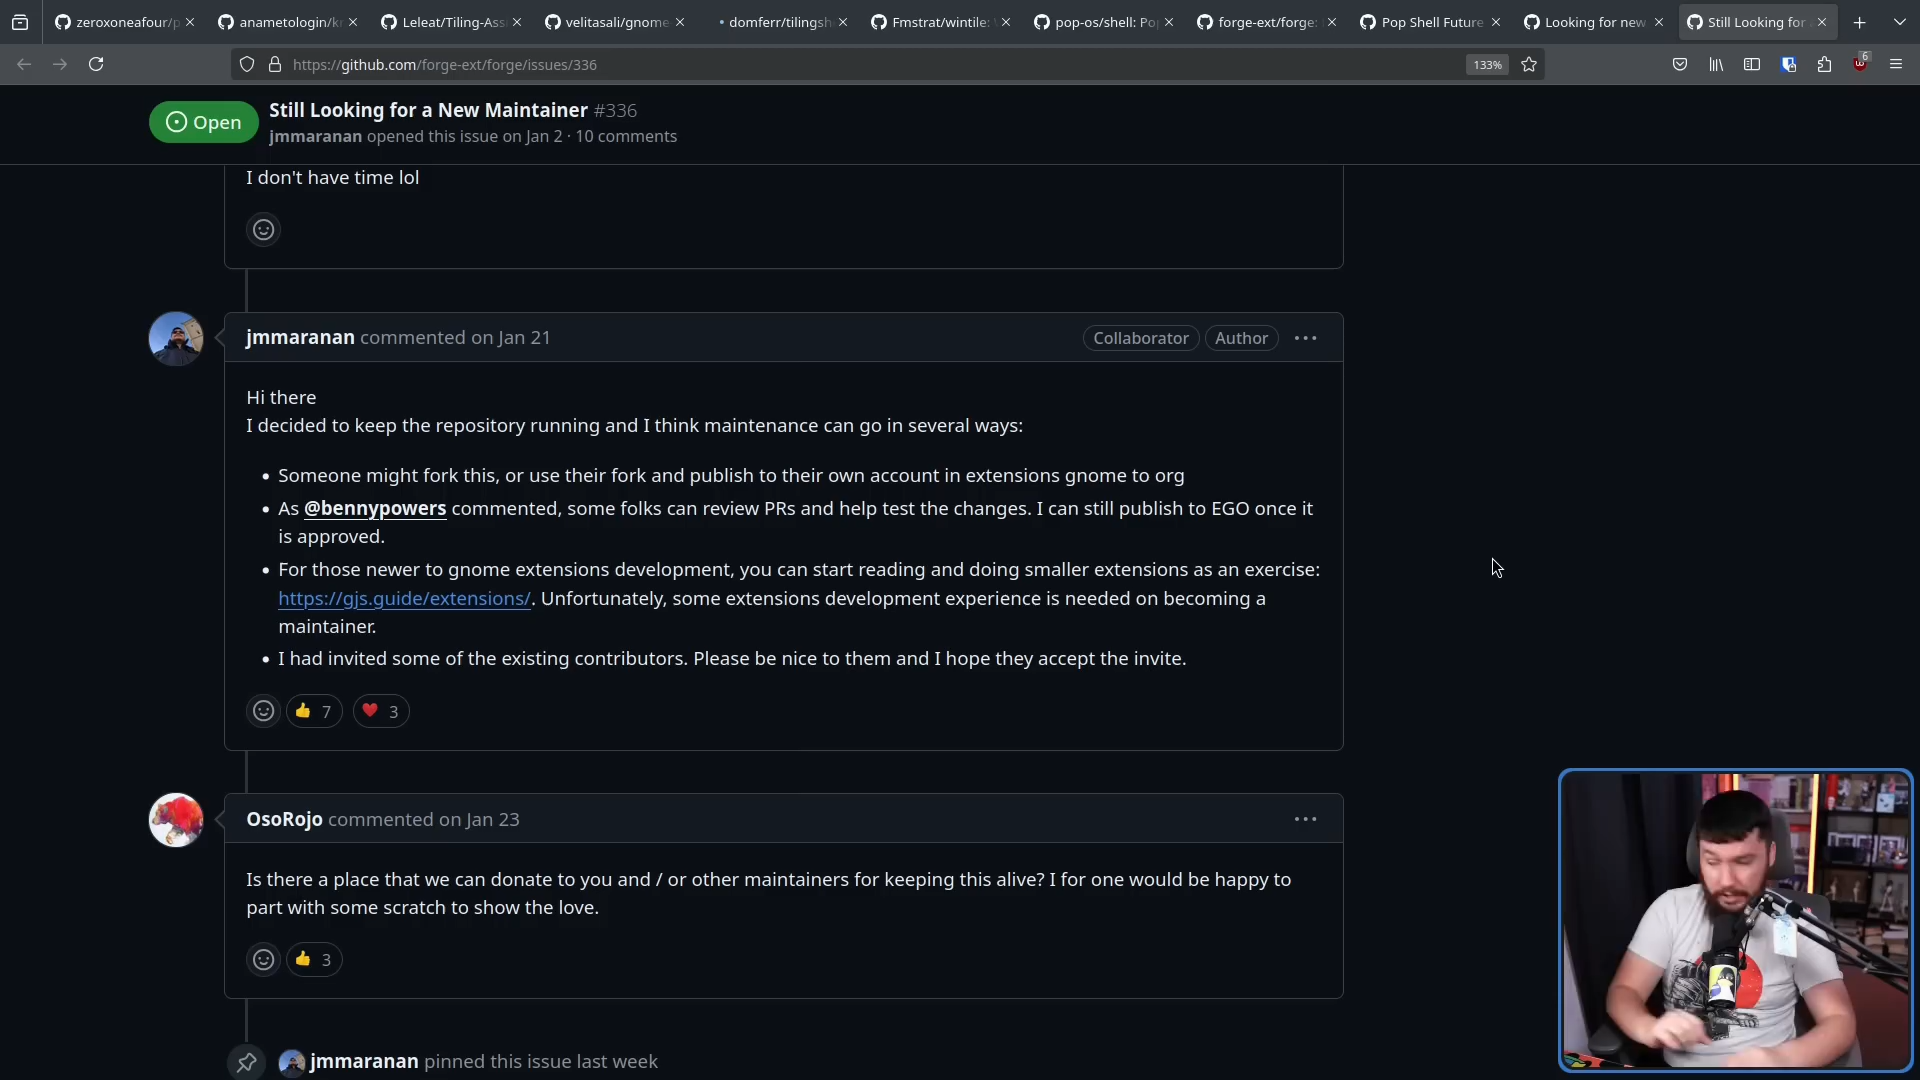 zeroxoneafour/p
anametologin/kr
Leleat/Tiling-Ass
velitasali/gnome
domferr/tilingsh
Fmstrat/wintile:
pop-os/shell: Po
forge-ext/forge:
Pop Shell Future
Looking for new
Still Looking for
https://github.com/forge-ext/forge/issues/336
133%
6
Open
Still Looking for a New Maintainer #336
jmmaranan opened this issue on Jan 2 · 10 comments
I don't have time lol
jmmaranan commented on Jan 21
Collaborator
Author
Hi there
I decided to keep the repository running and I think maintenance can go in several ways:
• Someone might fork this, or use their fork and publish to their own account in extensions gnome to org
• As @bennypowers commented, some folks can review PRs and help test the changes. I can still publish to EGO once it
is approved.
• For those newer to gnome extensions development, you can start reading and doing smaller extensions as an exercise:
https://gjs.guide/extensions/. Unfortunately, some extensions development experience is needed on becoming a
maintainer.
• I had invited some of the existing contributors. Please be nice to them and I hope they accept the invite.
👍 7 ❤️ 3
OsoRojo commented on Jan 23
Is there a place that we can donate to you and / or other maintainers for keeping this alive? I for one would be happy to
part with some scratch to show the love.
👍 3
jmmaranan pinned this issue last week